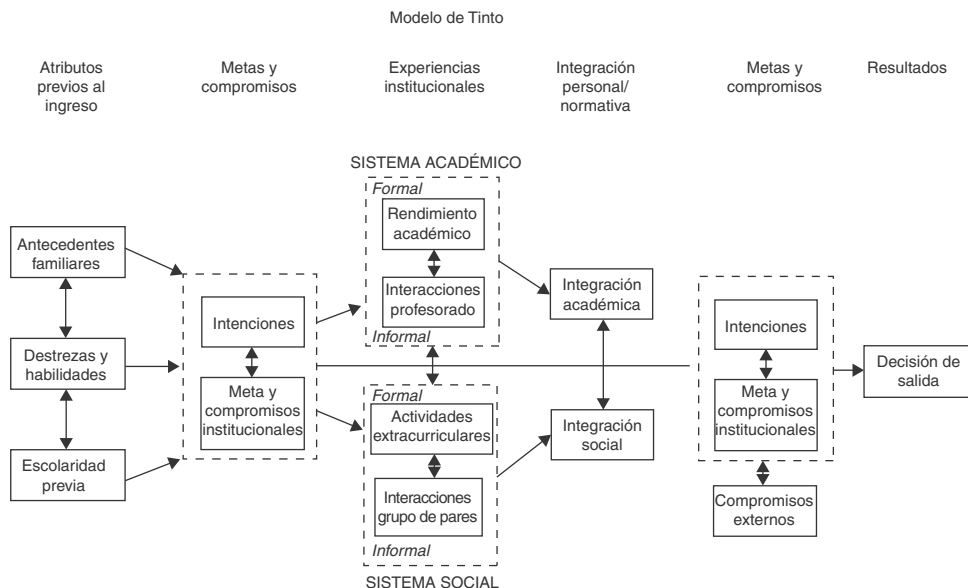 Modelo de Tinto
Atributos
previos al
ingreso
Metas y
compromisos
Experiencias
institucionales
Integración
personal/
normativa
Metas y
compromisos
Resultados
Antecedentes
familiares
Destrezas y
habilidades
Escolaridad
previa
Intenciones
Meta y
compromisos
institucionales
SISTEMA ACADÉMICO
Formal
Rendimiento
académico
Interacciones
profesorado
Informal
Formal
Actividades
extracurriculares
Interacciones
grupo de pares
Informal
SISTEMA SOCIAL
Integración
académica
Integración
social
Intenciones
Meta y
compromisos
institucionales
Compromisos
externos
Decisión de
salida